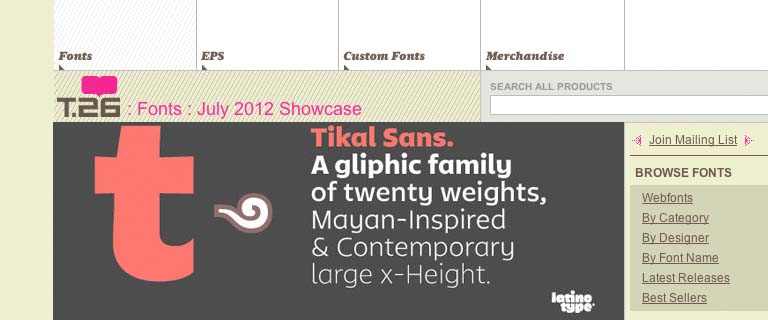 Fonts
EPS
Custom Fonts
Merchandise
T.26 : Fonts : July 2012 Showcase
SEARCH ALL PRODUCTS
t
Tikal Sans.
A gliphic family
of twenty weights,
Mayan-Inspired
& Contemporary
large x-Height.
latino
type.
Join Mailing List
BROWSE FONTS
Webfonts
By Category
By Designer
By Font Name
Latest Releases
Best Sellers